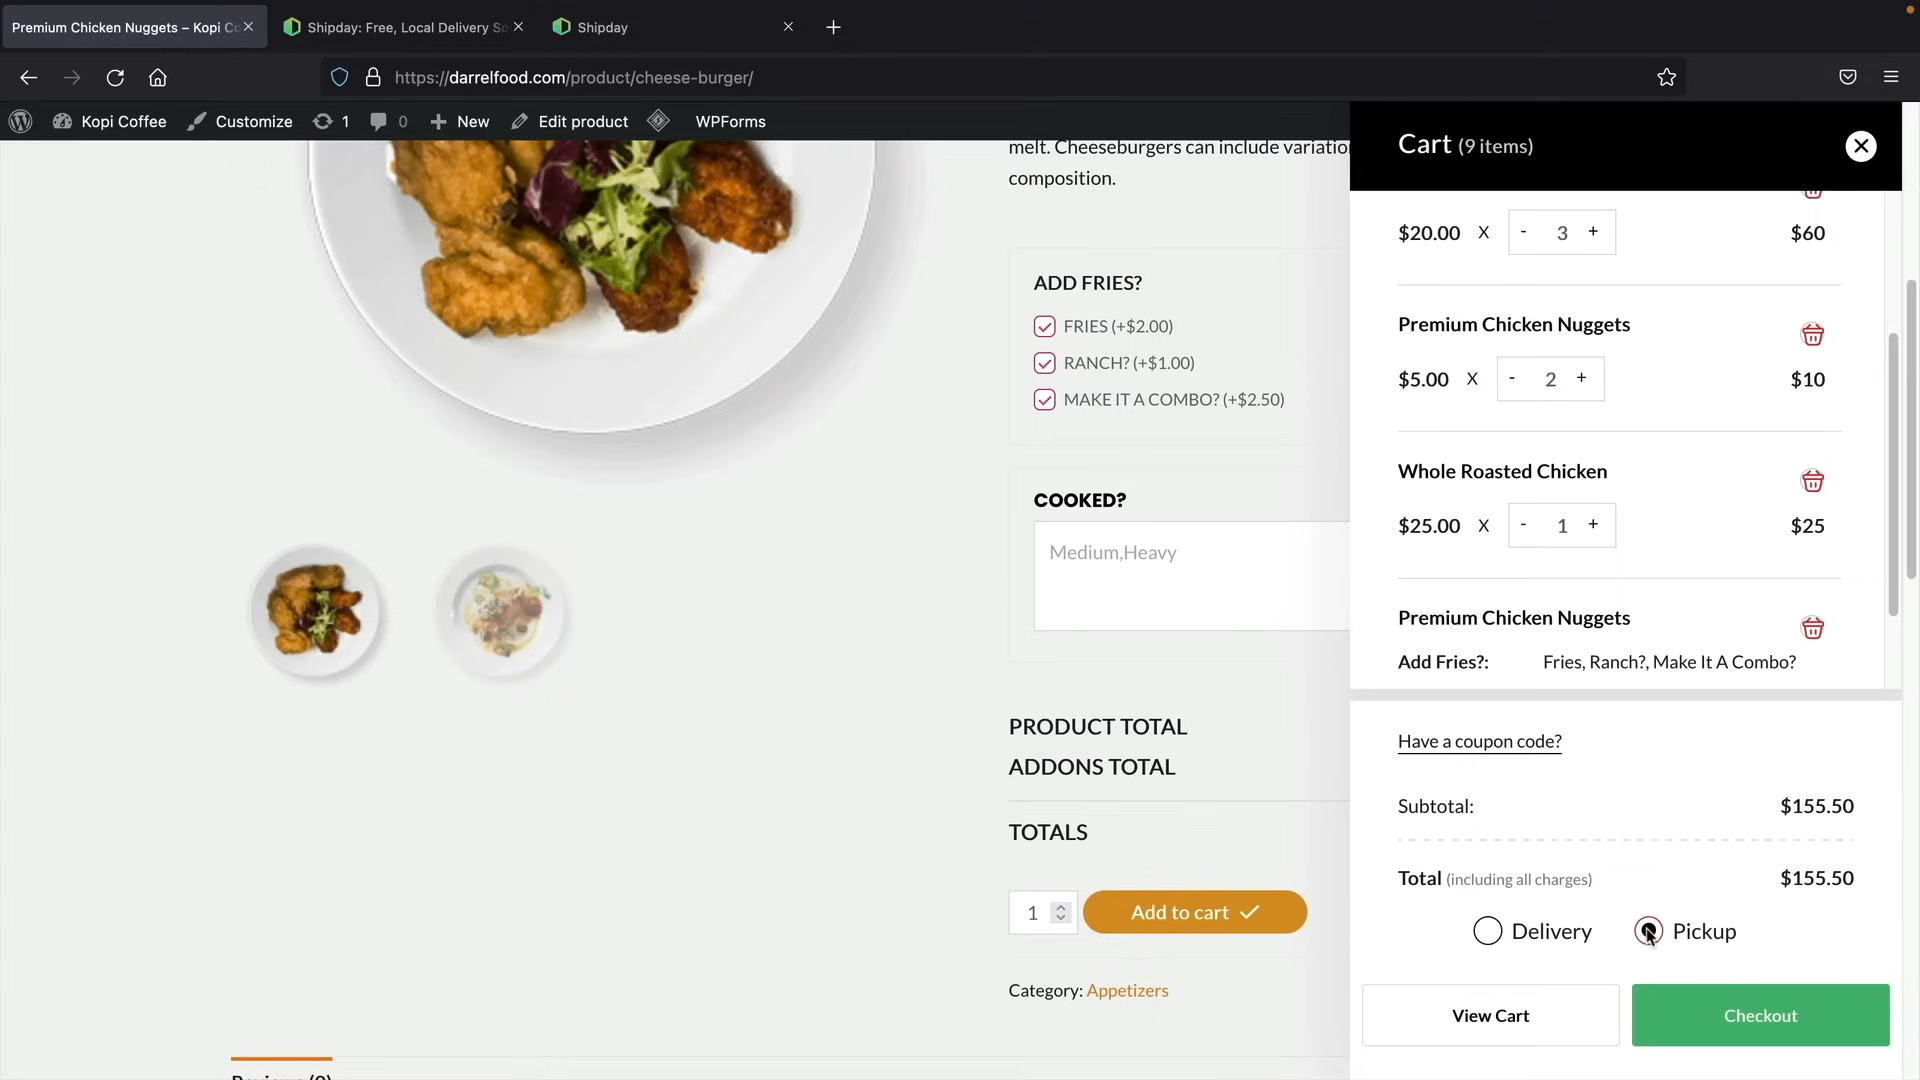 Premium Chicken Nuggets – Kopi Co
Shipday: Free, Local Delivery So
Shipday
https://darrelfood.com/product/cheese-burger/
Kopi Coffee
Customize
1
0
New
Edit product
WPForms
melt. Cheeseburgers can include variatio
composition.
ADD FRIES?
FRIES (+$2.00)
RANCH? (+$1.00)
MAKE IT A COMBO? (+$2.50)
COOKED?
Medium,Heavy
PRODUCT TOTAL
ADDONS TOTAL
TOTALS
1
Add to cart
Category: Appetizers
Reviews (0)
Cart (9 items)
$20.00 X - 3 + $60
Premium Chicken Nuggets
$5.00 X - 2 + $10
Whole Roasted Chicken
$25.00 X - 1 + $25
Premium Chicken Nuggets
Add Fries?: Fries, Ranch?, Make It A Combo?
Have a coupon code?
Subtotal: $155.50
Total (including all charges) $155.50
Delivery Pickup
View Cart Checkout